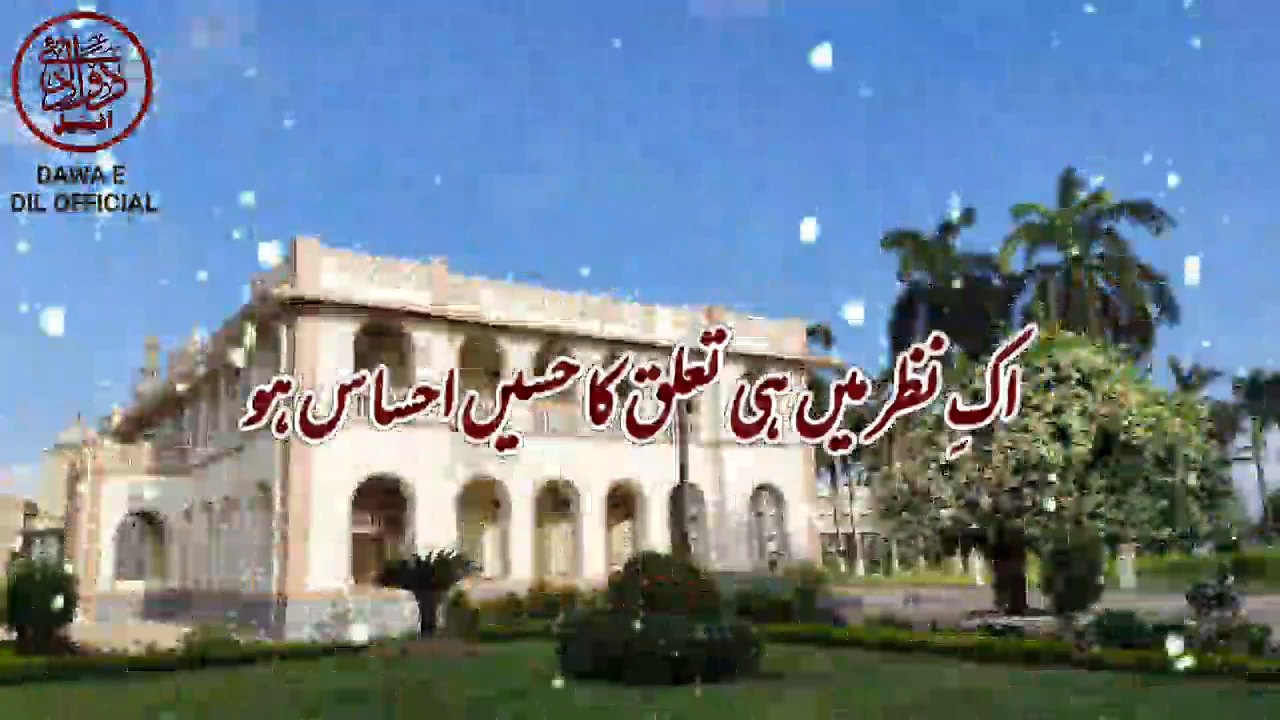 DAWA E
DIL OFFICIAL
اکِ نظر میں ہی تعلق کا حسیں احساس ہو